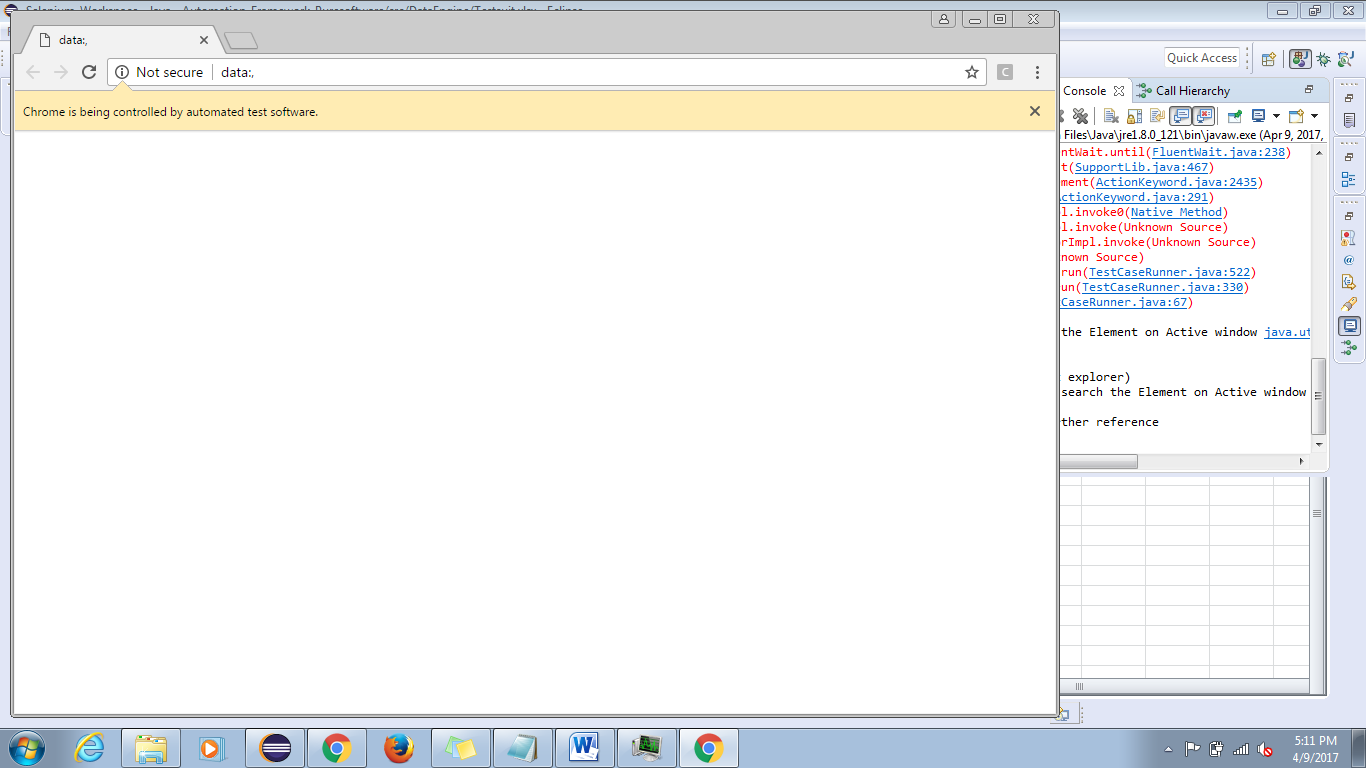 data:,
Not secure
data:,
C
Chrome is being controlled by automated test software.
Quick Access
Console
Call Hierarchy
Files\Java\jre1.8.0_121\bin\javaw.exe (Apr 9, 2017,
ntWait.until(FluentWait.java:238)
t(SupportLib.java:467)
ment(ActionKeyword.java:2435)
ActionKeyword.java:291)
l.invoke0(Native Method)
l.invoke(Unknown Source)
rImpl.invoke(Unknown Source)
nown Source)
run(TestCaseRunner.java:522)
un(TestCaseRunner.java:330)
CaseRunner.java:67)
the Element on Active window java.ut
explorer)
search the Element on Active window
ther reference
5:11 PM
4/9/2017